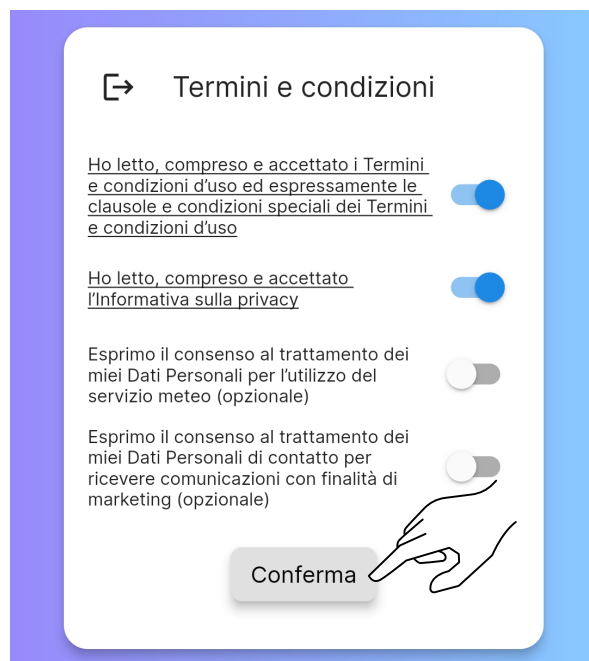 Termini e condizioni
Ho letto, compreso e accettato i Termini
e condizioni d’uso ed espressamente le
clausole e condizioni speciali dei Termini
e condizioni d’uso
Ho letto, compreso e accettato
l’Informativa sulla privacy
Esprimo il consenso al trattamento dei
miei Dati Personali per l’utilizzo del
servizio meteo (opzionale)
Esprimo il consenso al trattamento dei
miei Dati Personali di contatto per
ricevere comunicazioni con finalità di
marketing (opzionale)
Conferma